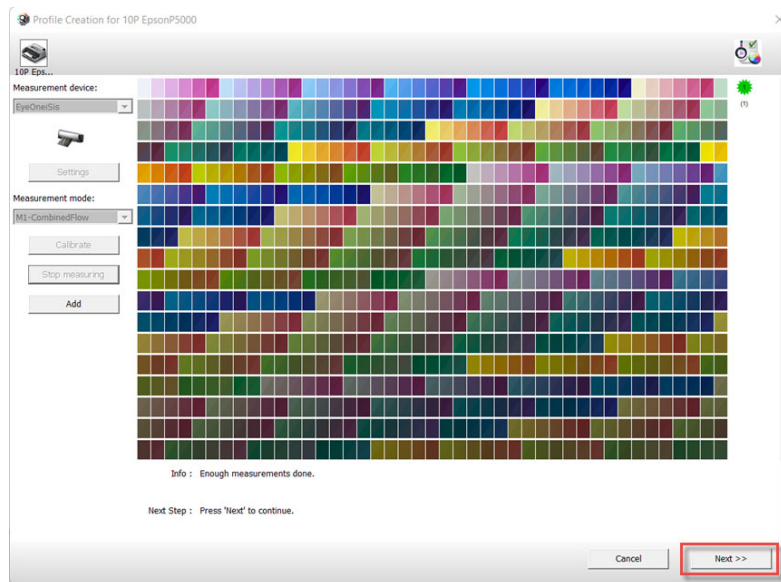 Profile Creation for 10P EpsonP5000
10P Eps...
Measurement device:
EyeOneiSis
Settings
Measurement mode:
M1-CombinedFlow
Calibrate
Stop measuring
Add
(1)
Info : Enough measurements done.
Next Step : Press 'Next' to continue.
Cancel
Next >>